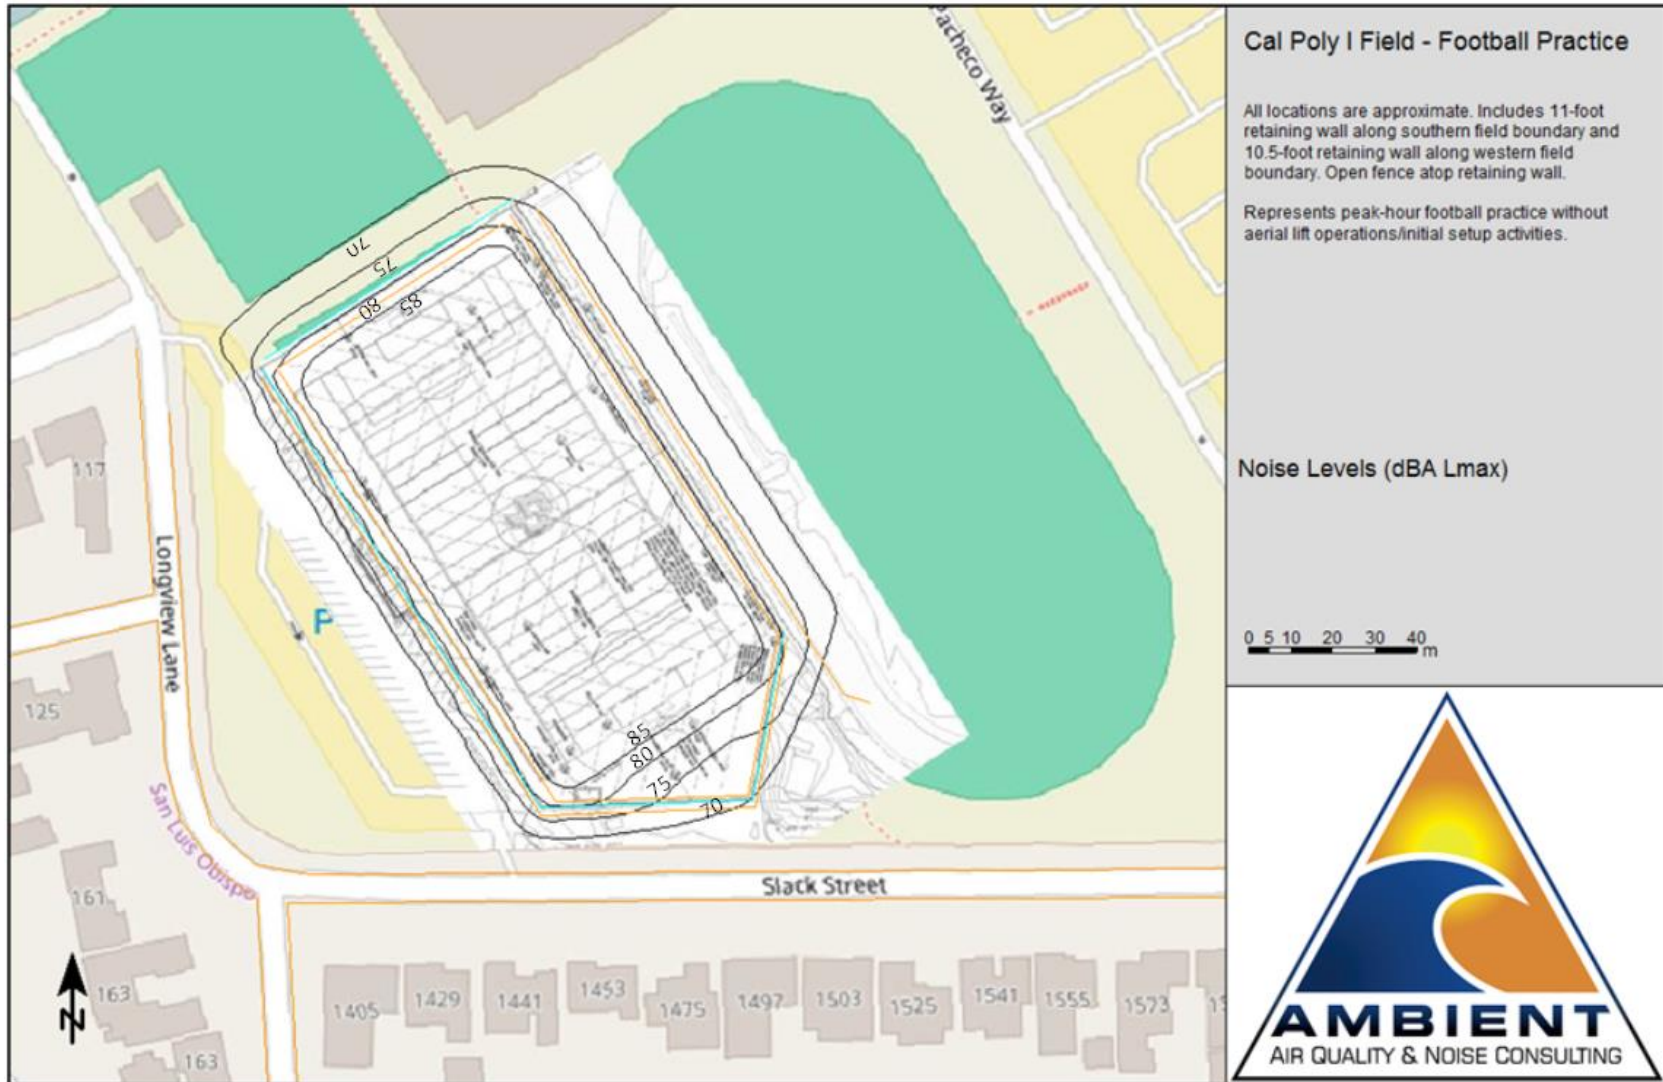 Pacheco Way
70
75
80
85
117
Longview Lane
P
125
85
80
75
70
San Luis Obispo
Slack Street
161
163
163
1405
1429
1441
1453
1475
1497
1503
1525
1541
1555
1573
N
Cal Poly I Field - Football Practice
All locations are approximate. Includes 11-foot
retaining wall along southern field boundary and
10.5-foot retaining wall along western field
boundary. Open fence atop retaining wall.
Represents peak-hour football practice without
aerial lift operations/initial setup activities.
Noise Levels (dBA Lmax)
0 5 10 20 30 40
m
AMBIENT
AIR QUALITY & NOISE CONSULTING